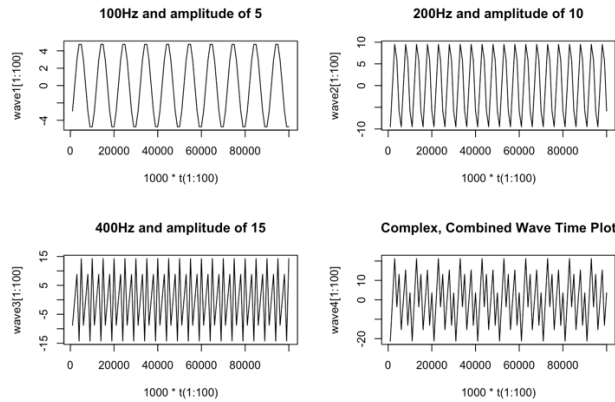 100Hz and amplitude of 5
wave1[1:100]
4
2
0
-4
0 20000 40000 60000 80000
1000 * t(1:100)
200Hz and amplitude of 10
wave2[1:100]
10
5
0
-10
0 20000 40000 60000 80000
1000 * t(1:100)
400Hz and amplitude of 15
wave3[1:100]
15
5
-5
-15
0 20000 40000 60000 80000
1000 * t(1:100)
Complex, Combined Wave Time Plot
wave4[1:100]
10
0
-20
0 20000 40000 60000 80000
1000 * t(1:100)